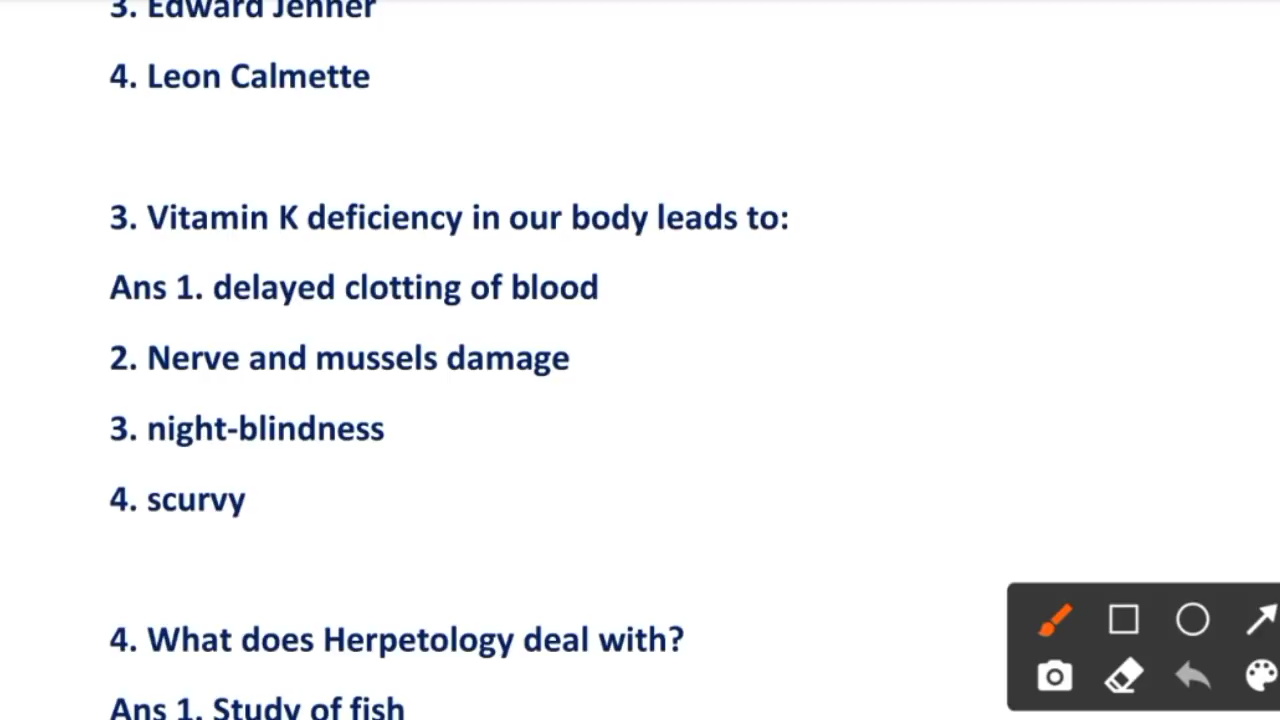 3. Edward Jenner
4. Leon Calmette
3. Vitamin K deficiency in our body leads to:
Ans 1. delayed clotting of blood
2. Nerve and mussels damage
3. night-blindness
4. scurvy
4. What does Herpetology deal with?
Ans 1. Study of fish